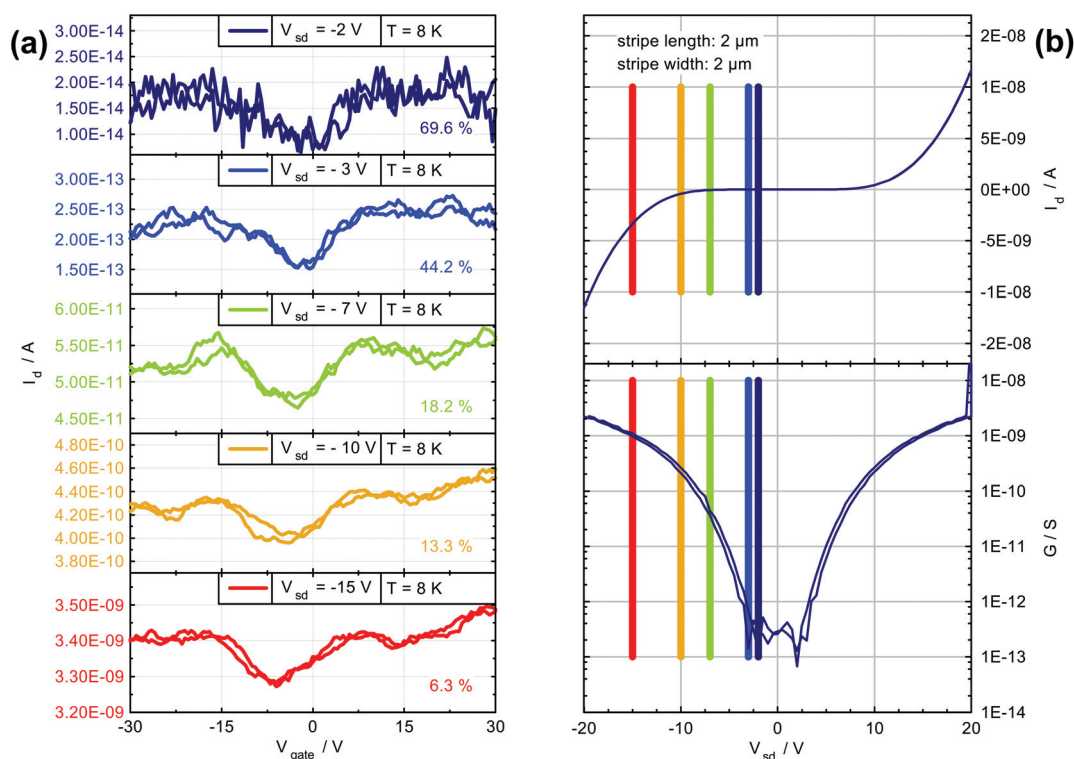 (a)
V_sd = -2 V T = 8 K
3.00E-14
2.50E-14
2.00E-14
1.50E-14
1.00E-14
69.6 %
V_sd = - 3 V T = 8 K
3.00E-13
2.50E-13
2.00E-13
1.50E-13
44.2 %
V_sd = - 7 V T = 8 K
6.00E-11
5.50E-11
5.00E-11
4.50E-11
18.2 %
I_d / A
V_sd = - 10 V T = 8 K
4.80E-10
4.60E-10
4.40E-10
4.20E-10
4.00E-10
3.80E-10
13.3 %
V_sd = -15 V T = 8 K
3.50E-09
3.40E-09
3.30E-09
3.20E-09
6.3 %
-30 -15 0 15 30
V_gate / V
(b)
stripe length: 2 µm
stripe width: 2 µm
2E-08
1E-08
5E-09
0E+00
-5E-09
-1E-08
-2E-08
I_d / A
1E-08
1E-09
1E-10
1E-11
1E-12
1E-13
1E-14
G / S
-20 -10 0 10 20
V_sd / V